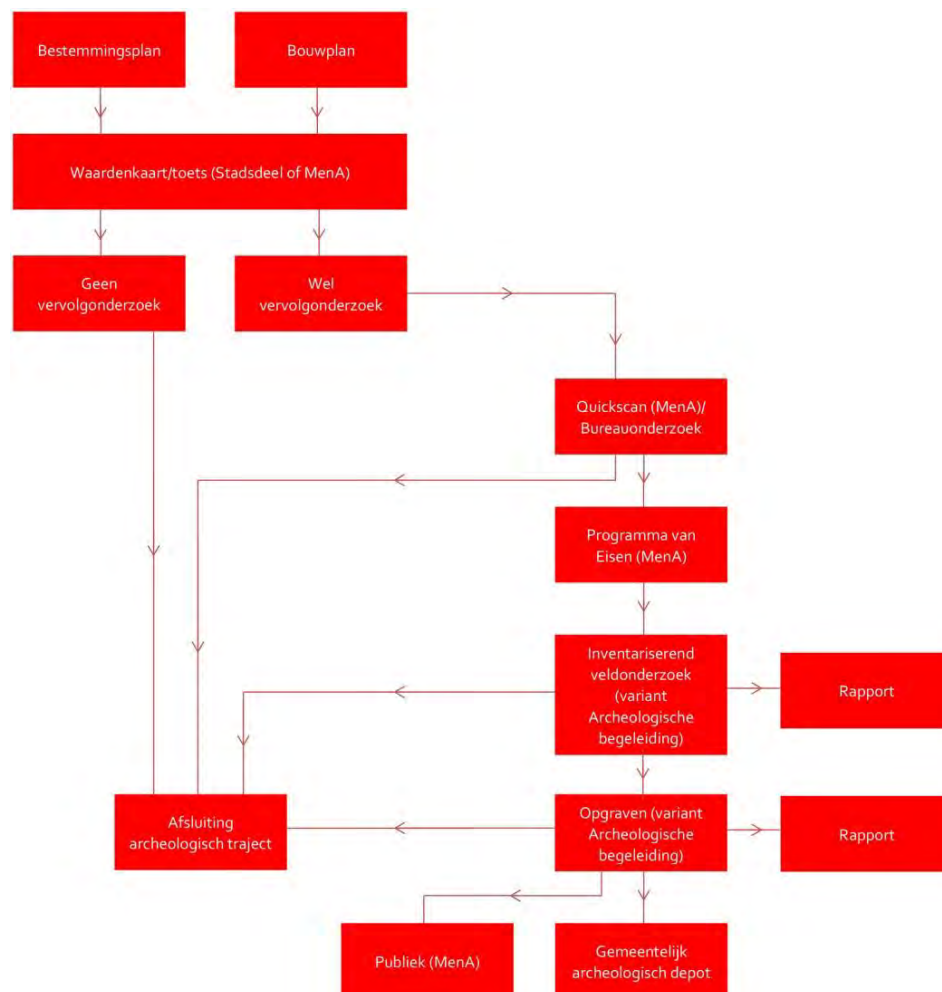 Bestemmingsplan
Bouwplan
Waardenkaart/toets (Stadsdeel of MenA)
Geen
vervolgonderzoek
Wel
vervolgonderzoek
Quickscan (MenA)/
Bureauonderzoek
Programma van
Eisen (MenA)
Inventariserend
veldonderzoek
(variant
Archeologische
begeleiding)
Rapport
Afsluiting
archeologisch traject
Opgraven (variant
Archeologische
begeleiding)
Rapport
Publiek (MenA)
Gemeentelijk
archeologisch depot